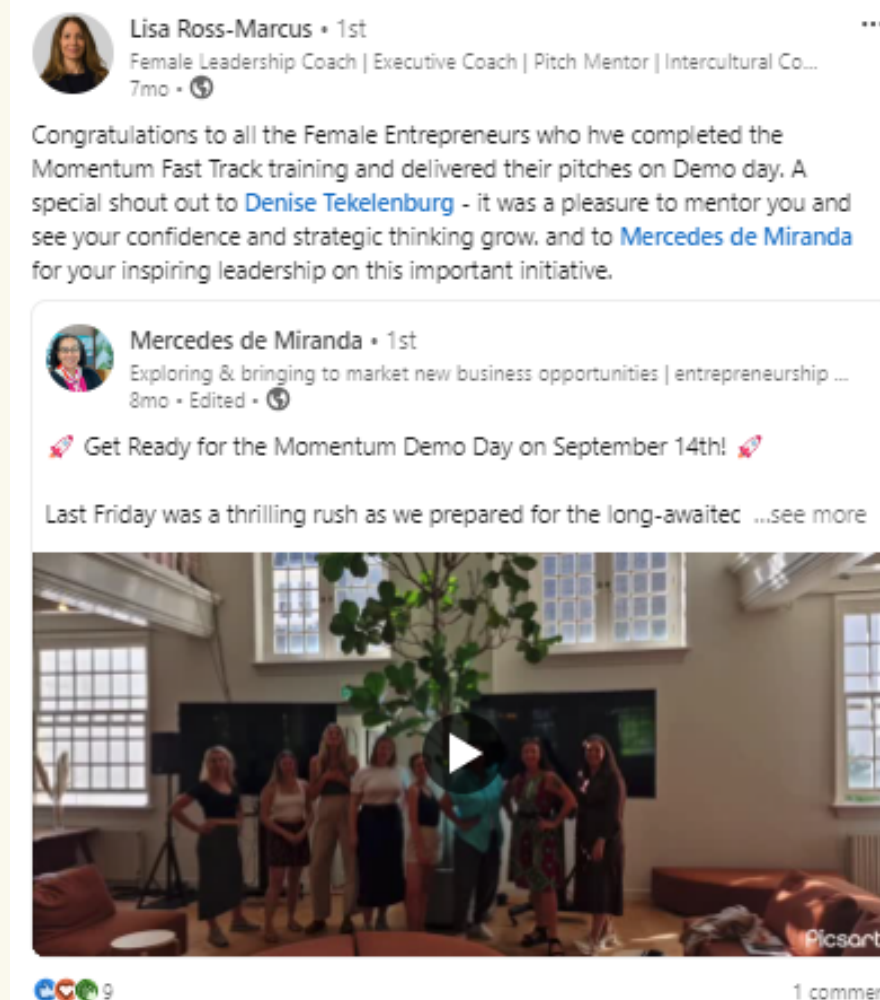 Lisa Ross-Marcus • 1st
Female Leadership Coach | Executive Coach | Pitch Mentor | Intercultural Co...
7mo •
Congratulations to all the Female Entrepreneurs who hve completed the
Momentum Fast Track training and delivered their pitches on Demo day. A
special shout out to Denise Tekelenburg - it was a pleasure to mentor you and
see your confidence and strategic thinking grow. and to Mercedes de Miranda
for your inspiring leadership on this important initiative.
Mercedes de Miranda • 1st
Exploring & bringing to market new business opportunities | entrepreneurship ...
8mo • Edited •
🚀 Get Ready for the Momentum Demo Day on September 14th! 🚀
Last Friday was a thrilling rush as we prepared for the long-awaitec ...see more
Picsart
9
1 commer